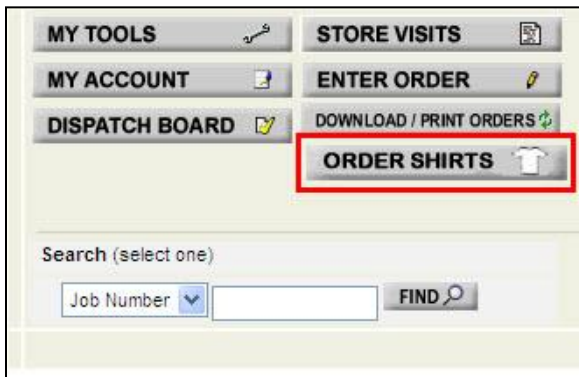 MY TOOLS
STORE VISITS
MY ACCOUNT
ENTER ORDER
DISPATCH BOARD
DOWNLOAD / PRINT ORDERS
ORDER SHIRTS
Search (select one)
Job Number
FIND